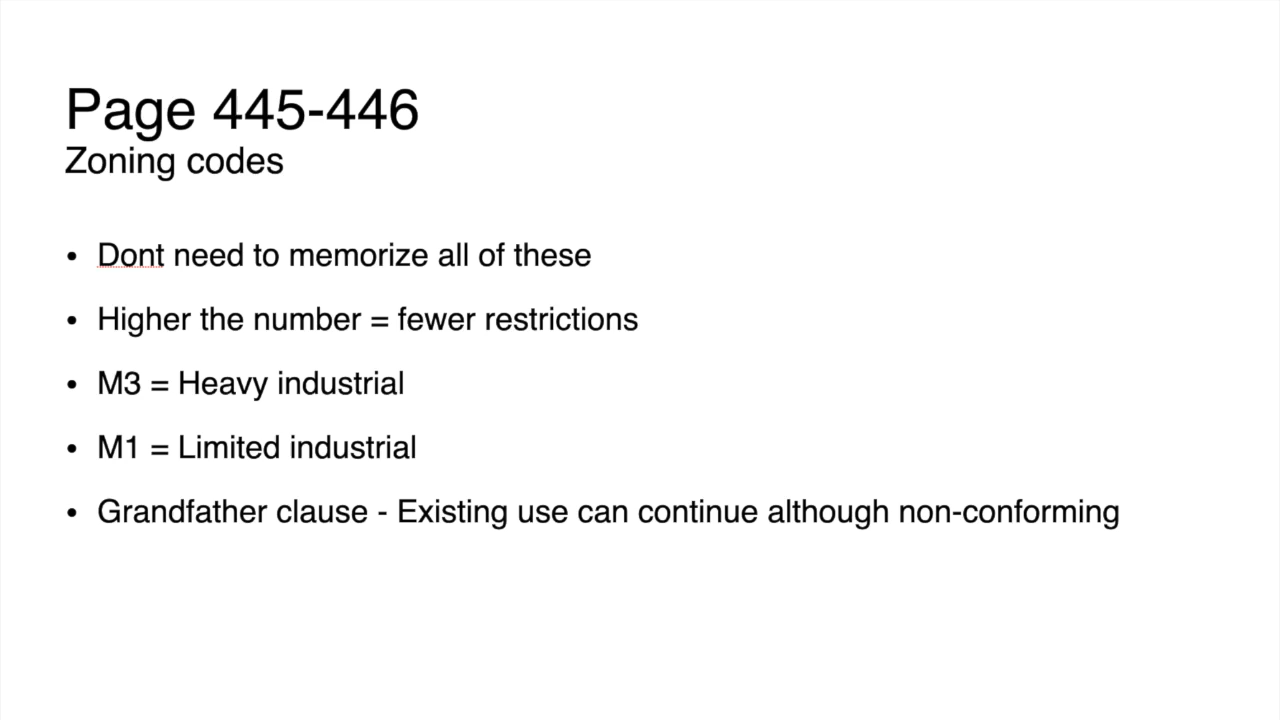 Page 445-446
Zoning codes
• Dont need to memorize all of these
• Higher the number = fewer restrictions
• M3 = Heavy industrial
• M1 = Limited industrial
• Grandfather clause - Existing use can continue although non-conforming